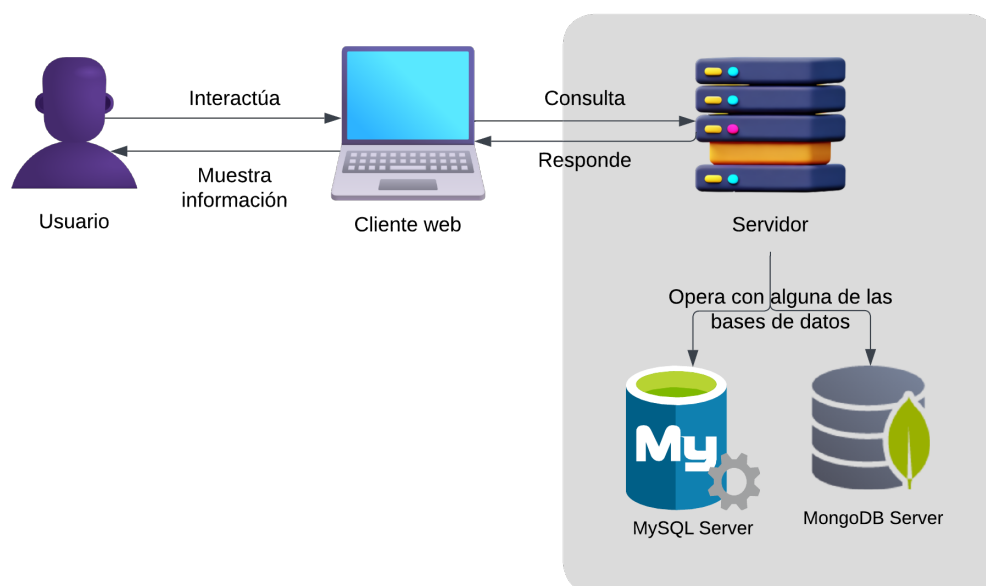 Interactúa
Consulta
Muestra
información
Responde
Usuario
Cliente web
Servidor
Opera con alguna de las
bases de datos
My
MySQL Server
MongoDB Server